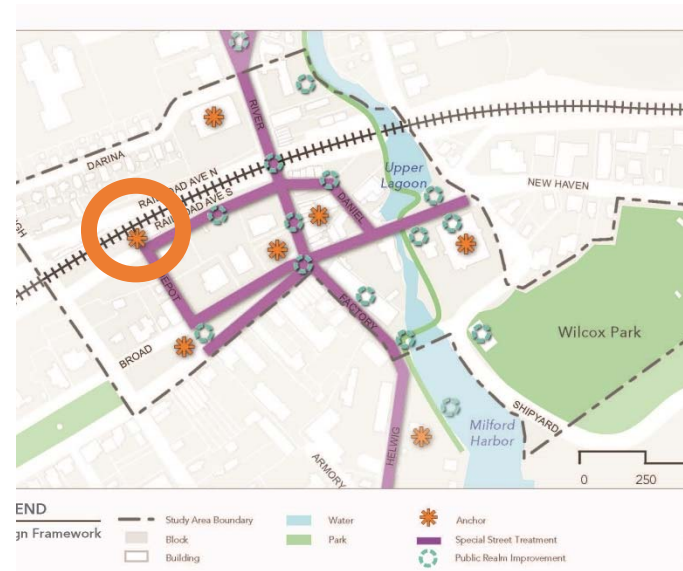 RIVER
DARINA
RAILROAD AVE N
RAILROAD AVE S
Upper
Lagoon
NEW HAVEN
DANIEL
GH
EPOT
FACTORY
BROAD
Wilcox Park
SHIPYARD
Milford
Harbor
HELWIG
ARMORY
0 250
END
gn Framework
Study Area Boundary
Block
Building
Water
Park
Anchor
Special Street Treatment
Public Realm Improvement